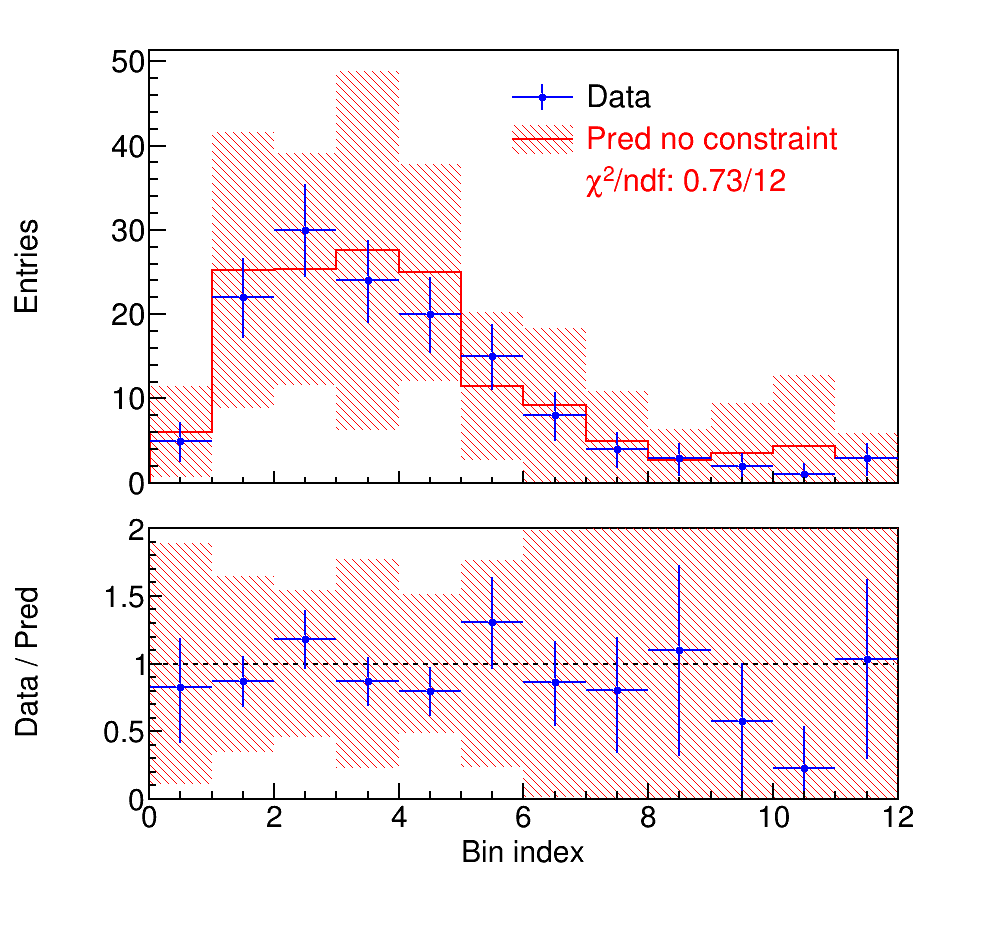 50
40
30
20
10
0
Entries
Data
Pred no constraint
χ²/ndf: 0.73/12
2
1.5
1
0.5
0
Data / Pred
0 2 4 6 8 10 12
Bin index